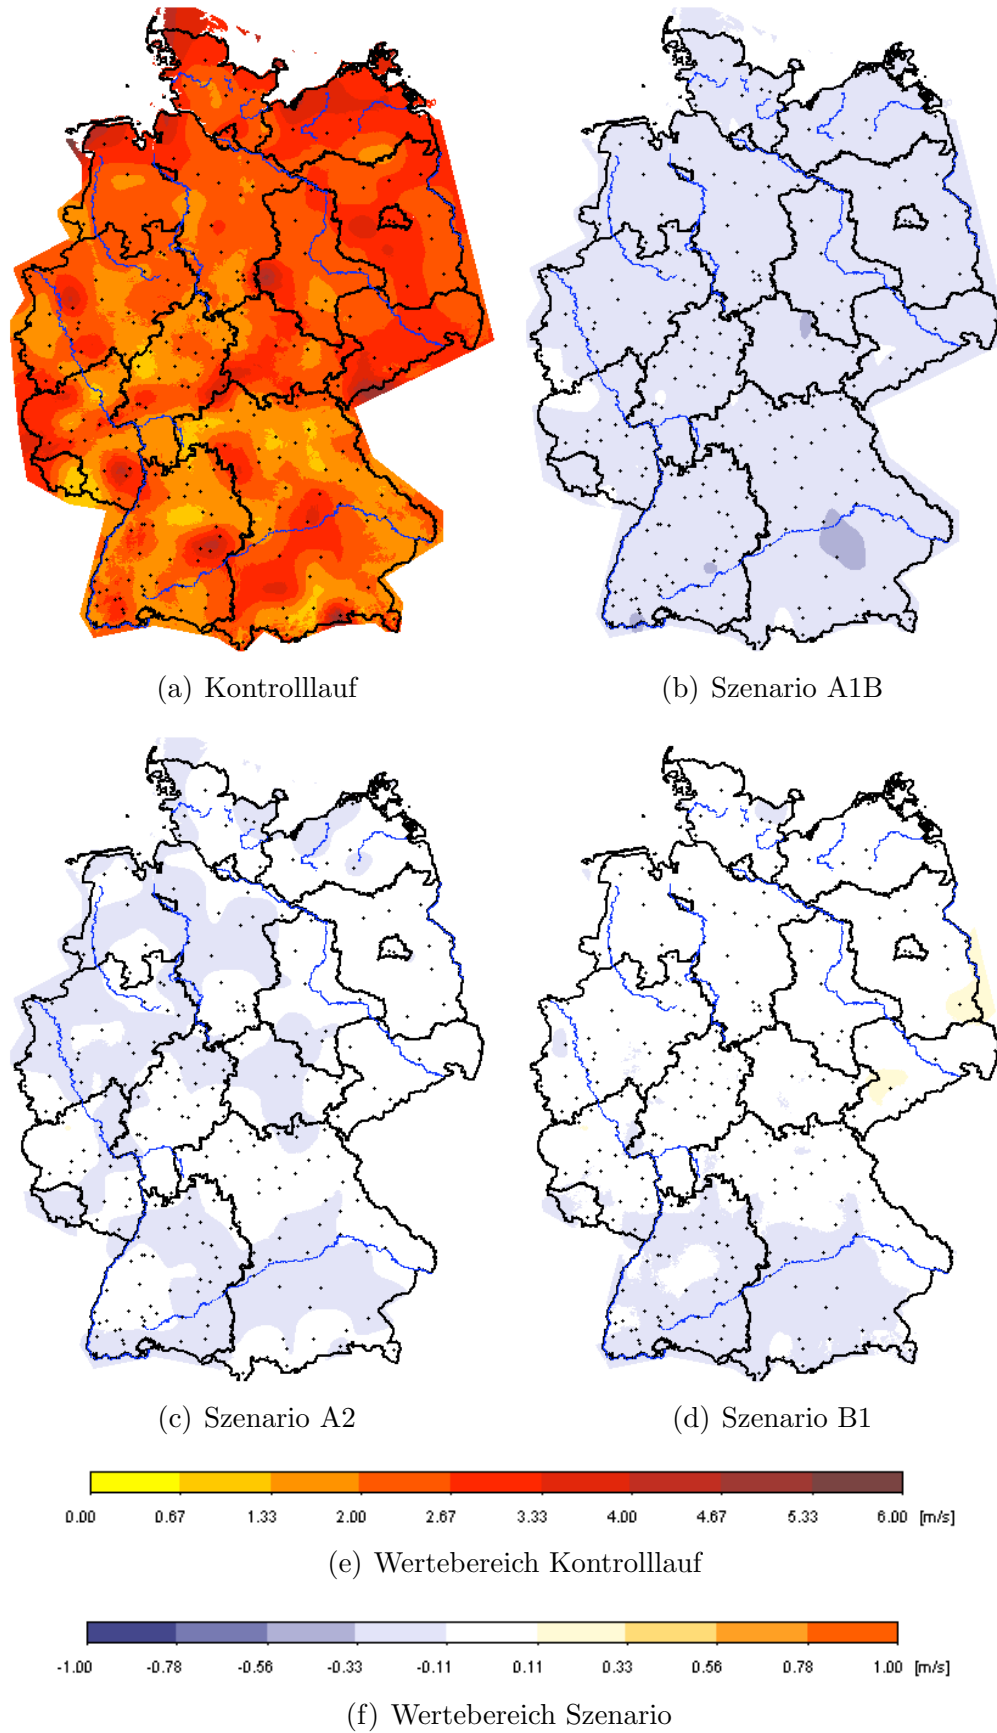 (a) Kontrolllauf
(b) Szenario A1B
(c) Szenario A2
(d) Szenario B1
0.00 0.67 1.33 2.00 2.67 3.33 4.00 4.67 5.33 6.00 [m/s]
(e) Wertebereich Kontrolllauf
-1.00 -0.78 -0.56 -0.33 -0.11 0.11 0.33 0.56 0.78 1.00 [m/s]
(f) Wertebereich Szenario